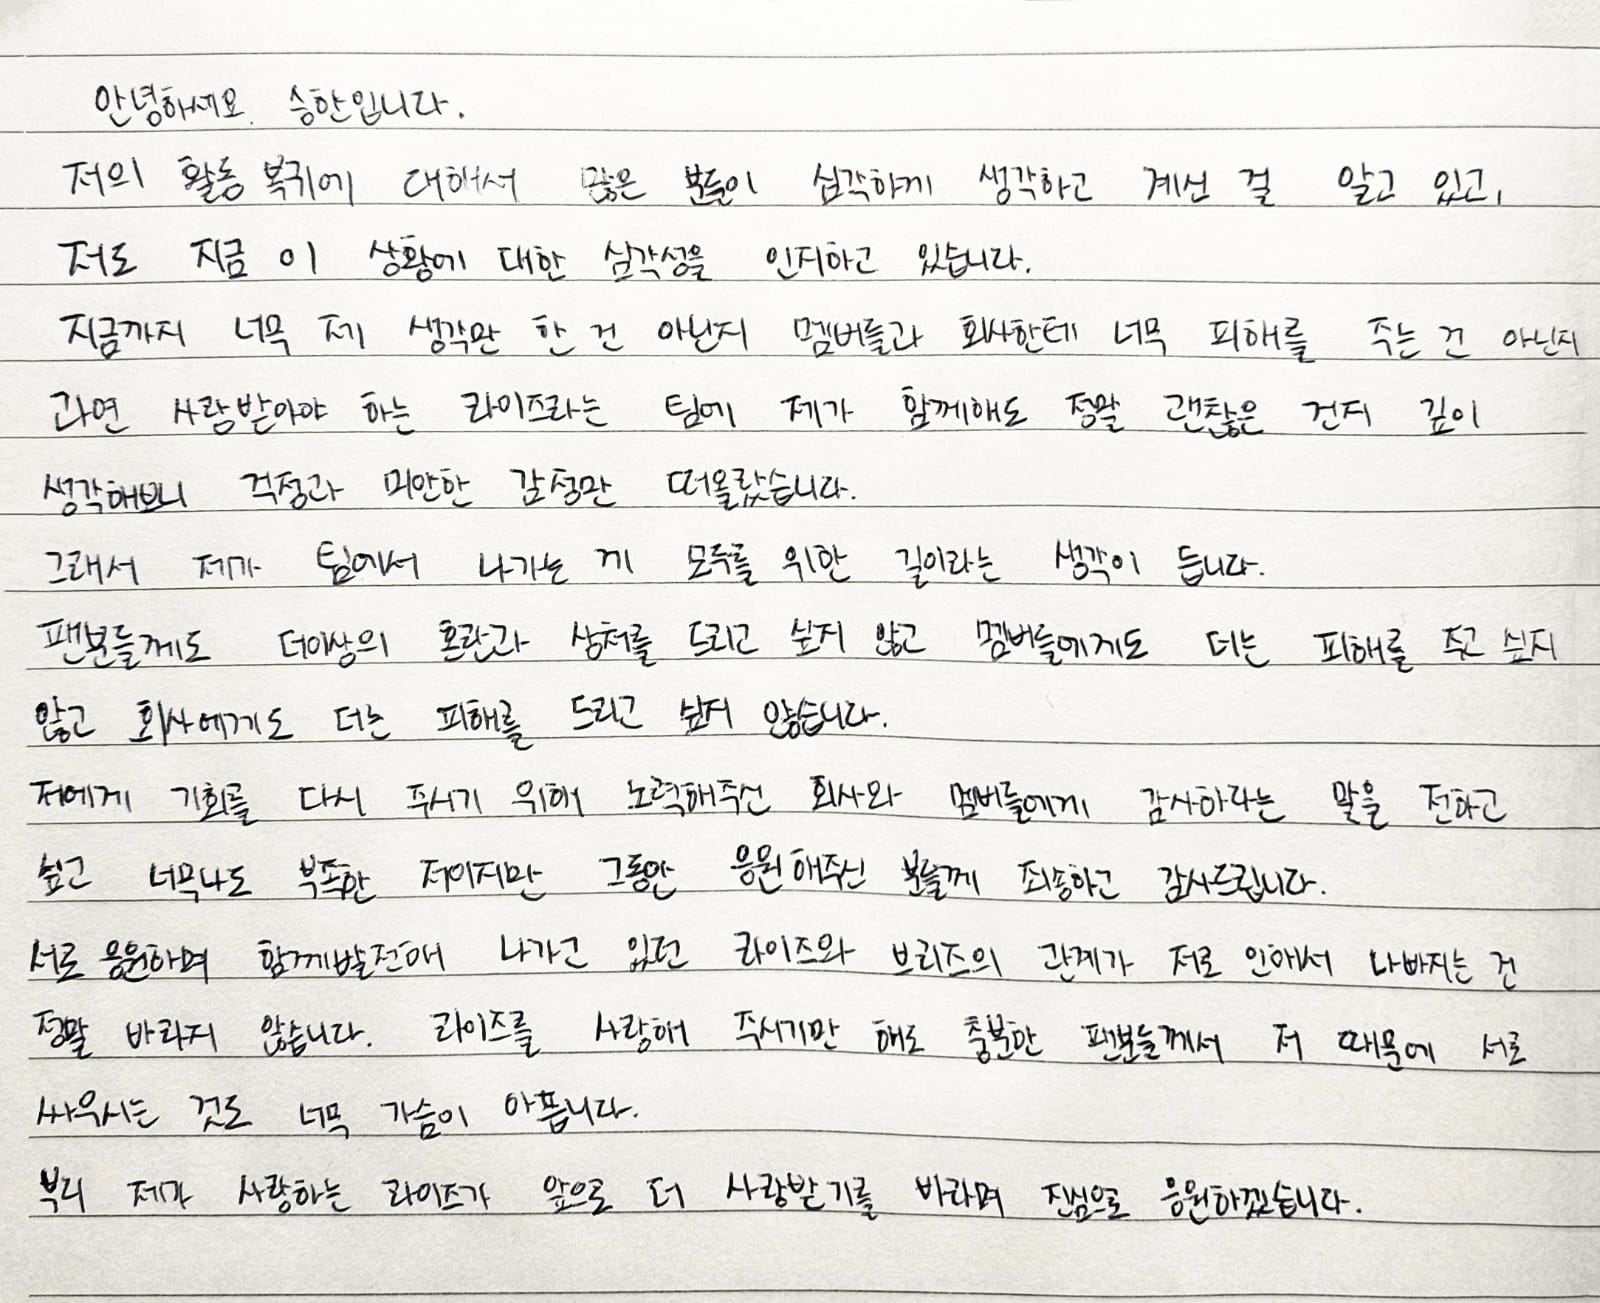 안녕하세요. 승한입니다.
저의 활동 복귀에 대해서 많은 분들이 심각하게 생각하고 계신 걸 알고 있고,
저도 지금 이 상황에 대한 심각성을 인지하고 있습니다.
지금까지 너무 제 생각만 한 건 아닌지 멤버들과 회사한테 너무 피해를 주는 건 아닌지
과연 사랑받아야 하는 라이즈라는 팀에 제가 함께해도 정말 괜찮은 건지 깊이
생각해보니 걱정과 미안한 감정만 떠올랐습니다.
그래서 제가 팀에서 나가는 게 모두를 위한 길이라는 생각이 듭니다.
팬분들께도 더이상의 혼란과 상처를 드리고 싶지 않고 멤버들에게도 더는 피해를 주고 싶지
않고 회사에게도 더는 피해를 드리고 싶지 않습니다.
저에게 기회를 다시 주시기 위해 노력해주신 회사와 멤버들에게 감사하다는 말을 전하고
싶고 너무나도 부족한 저이지만 그동안 응원해주신 분들께 죄송하고 감사드립니다.
서로 응원하며 함께 발전해 나가고 있던 라이즈와 브리즈의 관계가 저로 인해서 나빠지는 건
정말 바라지 않습니다. 라이즈를 사랑해 주시기만 해도 충분한 팬분들께서 저 때문에 서로
싸우시는 것도 너무 가슴이 아픕니다.
부디 제가 사랑하는 라이즈가 앞으로 더 사랑받기를 바라며 진심으로 응원하겠습니다.